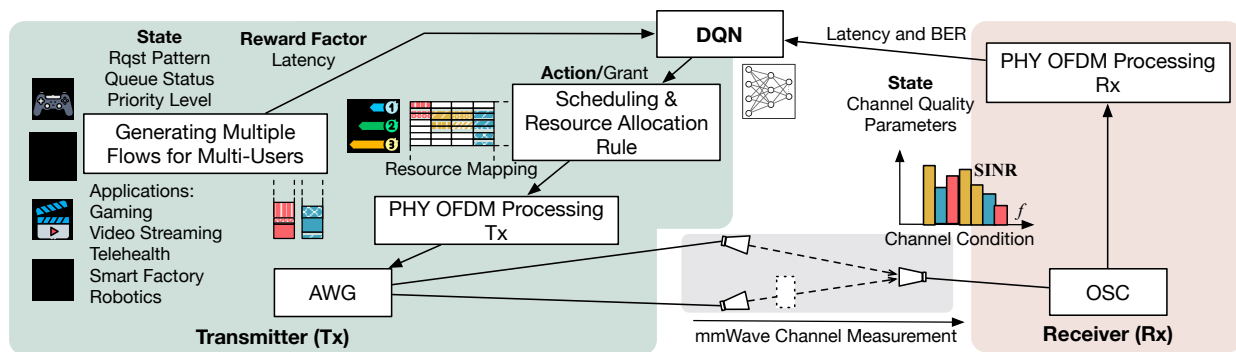 State
Rqst Pattern
Queue Status
Priority Level
Reward Factor
Latency
DQN
Latency and BER
PHY OFDM Processing
Rx
Action/Grant
Scheduling &
Resource Allocation
Rule
State
Channel Quality
Parameters
Generating Multiple
Flows for Multi-Users
1
2
3
Resource Mapping
SINR
f
Channel Condition
Applications:
Gaming
Video Streaming
Telehealth
Smart Factory
Robotics
PHY OFDM Processing
Tx
AWG
OSC
Transmitter (Tx)
mmWave Channel Measurement
Receiver (Rx)